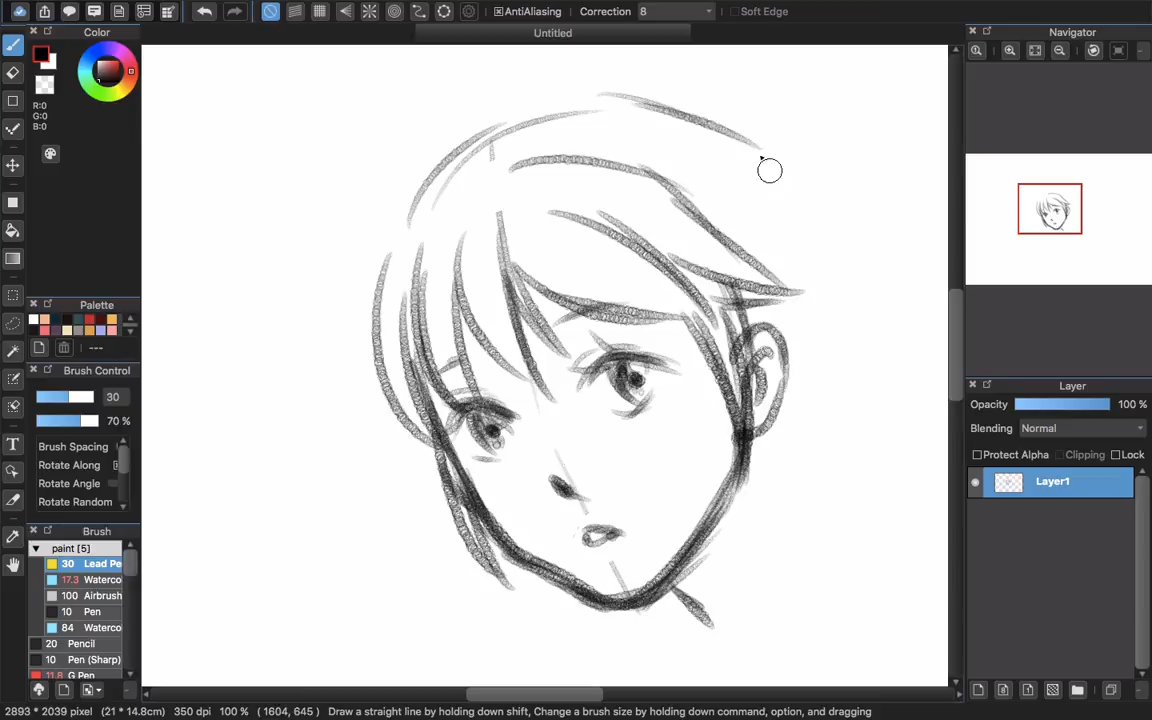 AntiAliasing Correction 8 Soft Edge
Untitled
Color
R:0
G:0
B:0
Palette
---
Brush Control
30
70 %
Brush Spacing
Rotate Along
Rotate Angle
Rotate Random
Brush
paint [5]
30 Lead Pe
17.3 Waterco
100 Airbrush
10 Pen
84 Waterco
20 Pencil
10 Pen (Sharp)
11.8 G Pen
Navigator
Layer
Opacity 100 %
Blending Normal
Protect Alpha Clipping Lock
Layer1
2893 * 2039 pixel (21 * 14.8cm) 350 dpi 100 % ( 1604, 645 ) Draw a straight line by holding down shift, Change a brush size by holding down command, option, and dragging